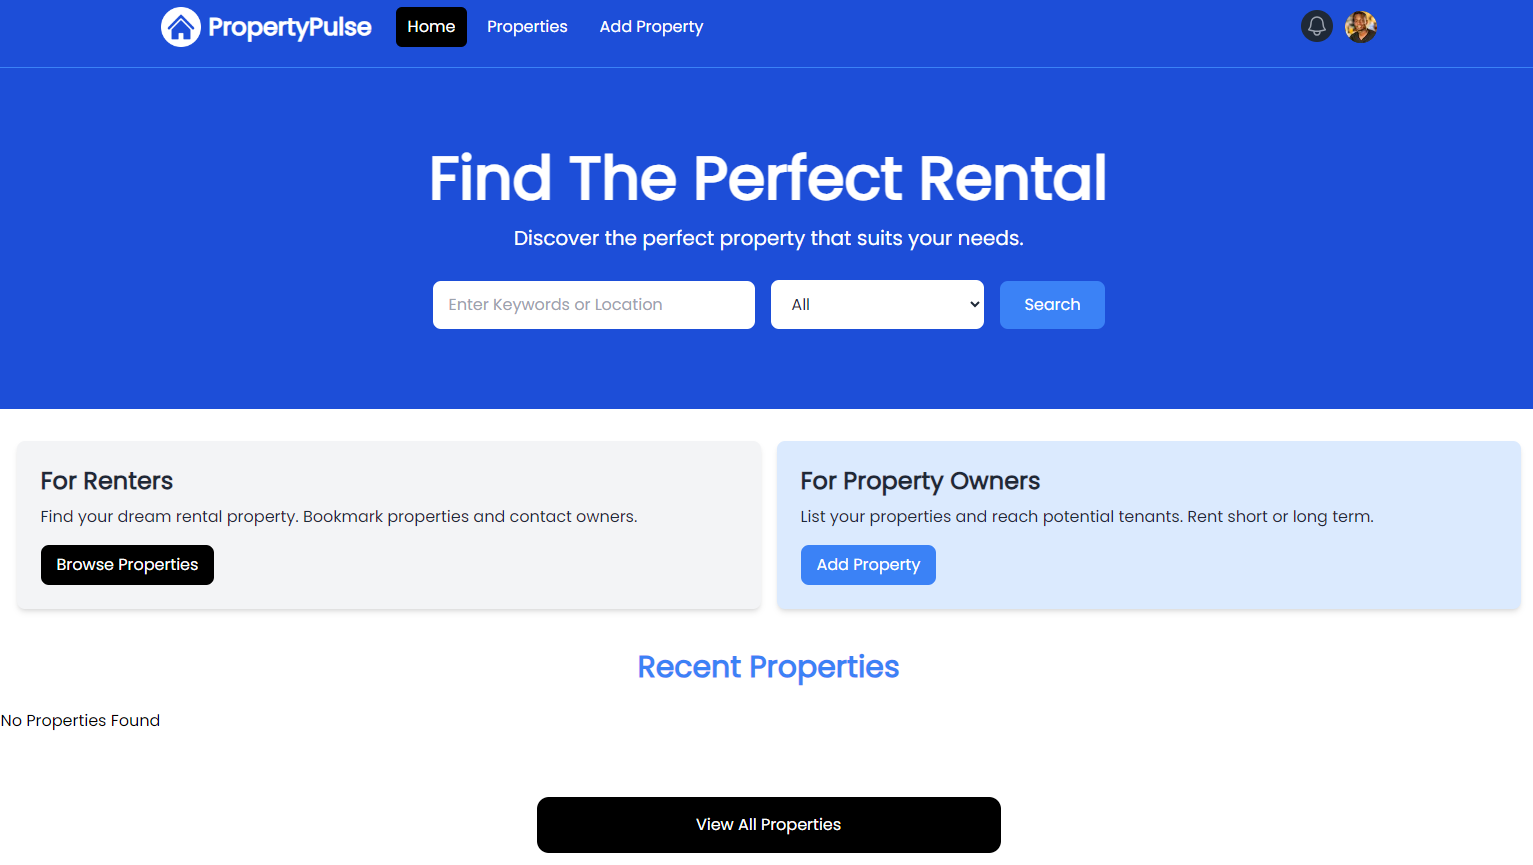 PropertyPulse Home Properties Add Property
Find The Perfect Rental
Discover the perfect property that suits your needs.
Enter Keywords or Location All Search
For Renters
Find your dream rental property. Bookmark properties and contact owners.
Browse Properties
For Property Owners
List your properties and reach potential tenants. Rent short or long term.
Add Property
Recent Properties
No Properties Found
View All Properties